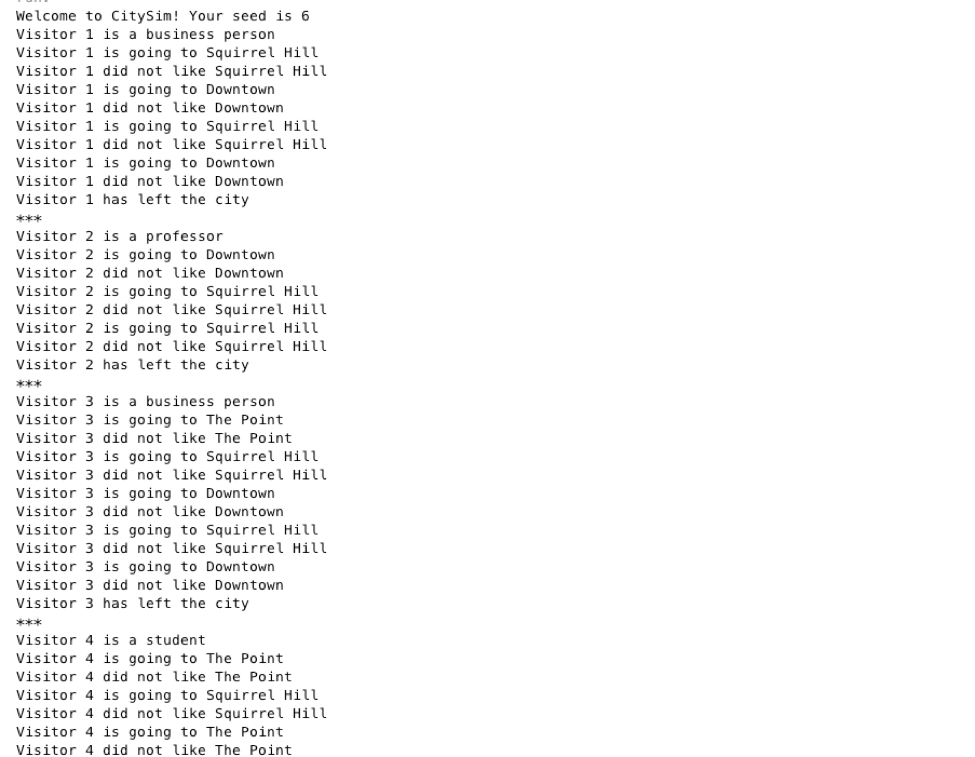 Welcome to CitySim! Your seed is 6
Visitor 1 is a business person
Visitor 1 is going to Squirrel Hill
Visitor 1 did not like Squirrel Hill
Visitor 1 is going to Downtown
Visitor 1 did not like Downtown
Visitor 1 is going to Squirrel Hill
Visitor 1 did not like Squirrel Hill
Visitor 1 is going to Downtown
Visitor 1 did not like Downtown
Visitor 1 has left the city
***
Visitor 2 is a professor
Visitor 2 is going to Downtown
Visitor 2 did not like Downtown
Visitor 2 is going to Squirrel Hill
Visitor 2 did not like Squirrel Hill
Visitor 2 is going to Squirrel Hill
Visitor 2 did not like Squirrel Hill
Visitor 2 has left the city
***
Visitor 3 is a business person
Visitor 3 is going to The Point
Visitor 3 did not like The Point
Visitor 3 is going to Squirrel Hill
Visitor 3 did not like Squirrel Hill
Visitor 3 is going to Downtown
Visitor 3 did not like Downtown
Visitor 3 is going to Squirrel Hill
Visitor 3 did not like Squirrel Hill
Visitor 3 is going to Downtown
Visitor 3 did not like Downtown
Visitor 3 has left the city
***
Visitor 4 is a student
Visitor 4 is going to The Point
Visitor 4 did not like The Point
Visitor 4 is going to Squirrel Hill
Visitor 4 did not like Squirrel Hill
Visitor 4 is going to The Point
Visitor 4 did not like The Point